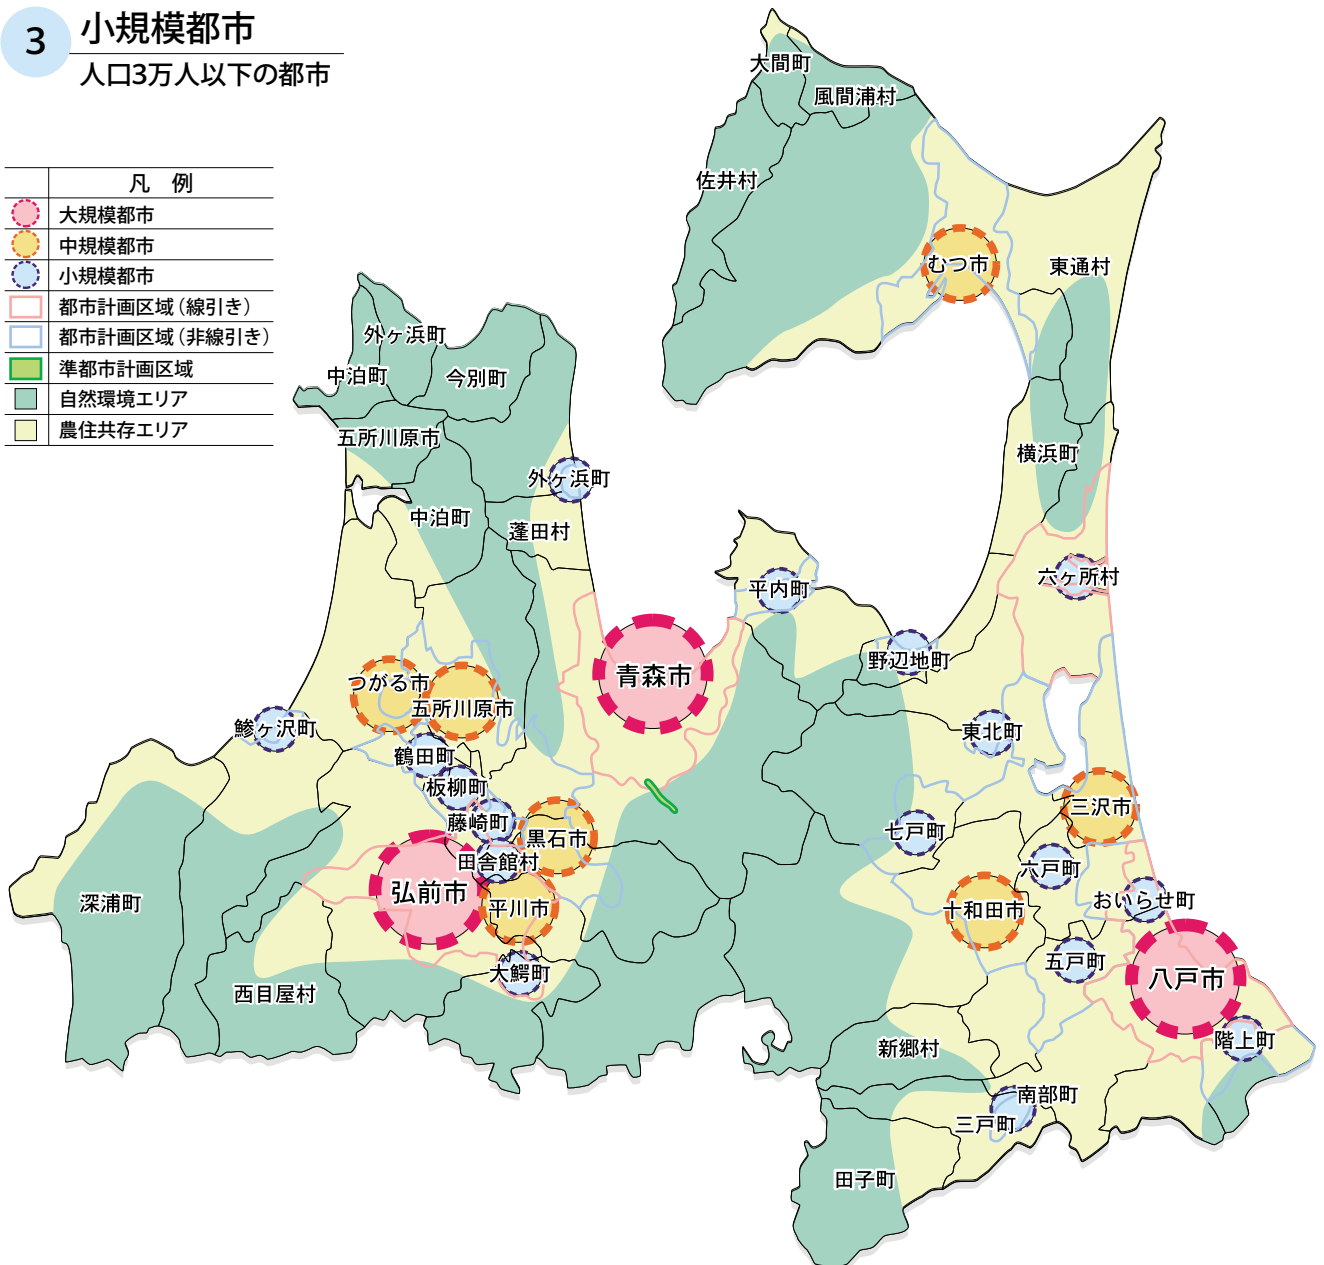 3 小規模都市
人口3万人以下の都市
凡 例
大規模都市
中規模都市
小規模都市
都市計画区域（線引き）
都市計画区域（非線引き）
準都市計画区域
自然環境エリア
農住共存エリア
大間町
風間浦村
佐井村
むつ市
東通村
外ヶ浜町
中泊町
今別町
五所川原市
横浜町
外ヶ浜町
中泊町
蓬田村
六ヶ所村
平内町
野辺地町
青森市
つがる市
五所川原市
鰺ヶ沢町
東北町
鶴田町
板柳町
三沢市
藤崎町
黒石市
七戸町
田舎館村
六戸町
弘前市
おいらせ町
深浦町
平川市
十和田市
五戸町
大鰐町
八戸市
西目屋村
階上町
新郷村
南部町
三戸町
田子町